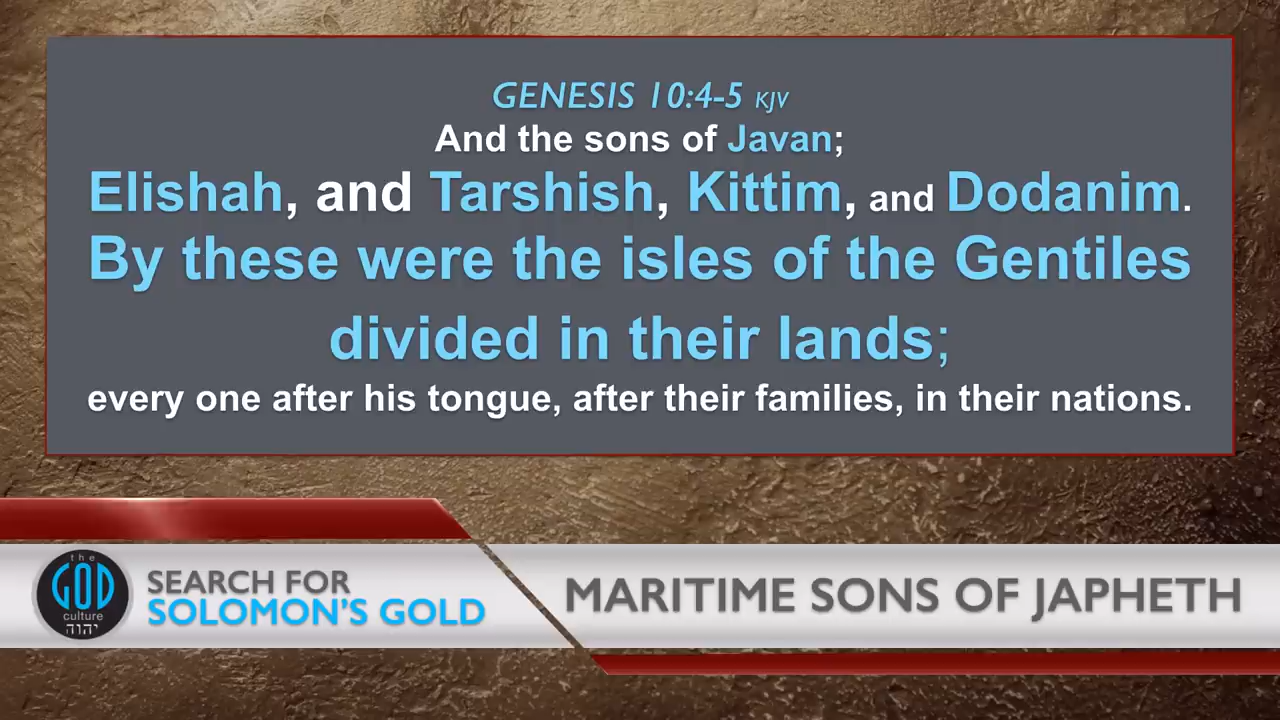 GENESIS 10:4-5 KJV
And the sons of Javan;
Elishah, and Tarshish, Kittim, and Dodanim.
By these were the isles of the Gentiles
divided in their lands;
every one after his tongue, after their families, in their nations.
the
GOD
culture
יהוה
SEARCH FOR
SOLOMON'S GOLD
MARITIME SONS OF JAPHETH